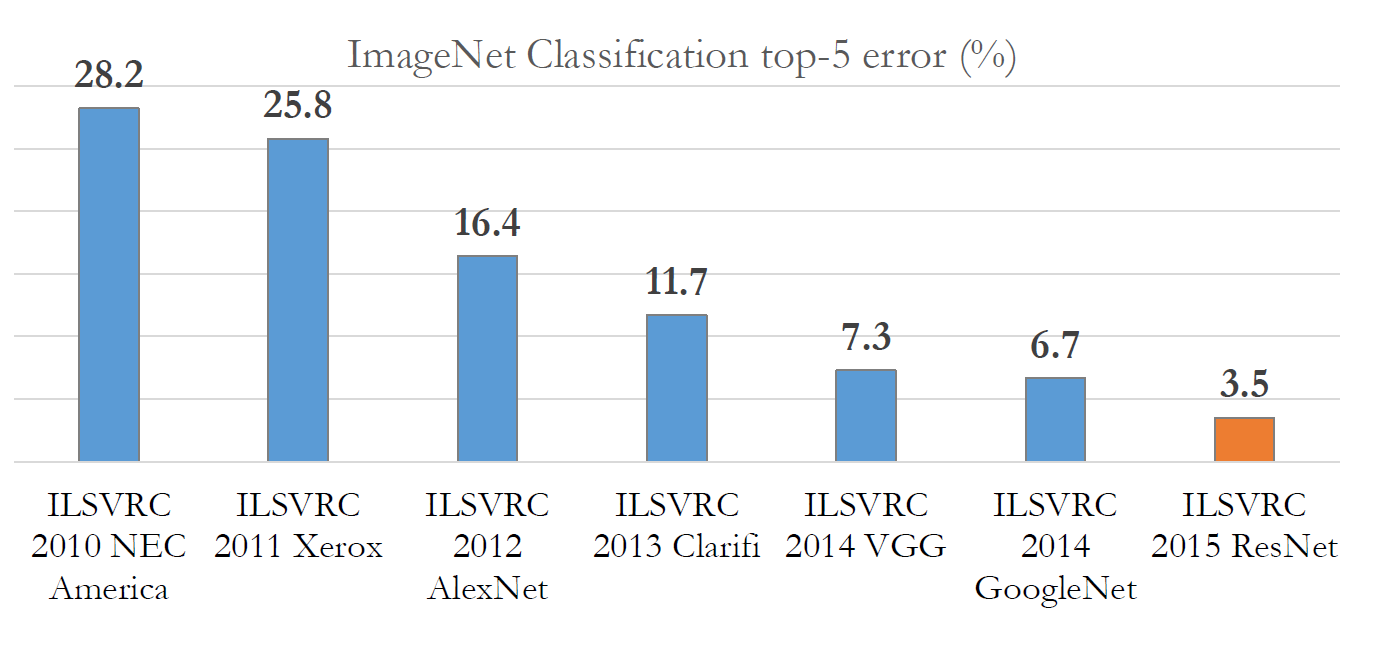 ImageNet Classification top-5 error (%)
28.2
25.8
16.4
11.7
7.3
6.7
3.5
ILSVRC
2010 NEC
America
ILSVRC
2011 Xerox
ILSVRC
2012
AlexNet
ILSVRC
2013 Clarifi
ILSVRC
2014 VGG
ILSVRC
2014
GoogleNet
ILSVRC
2015 ResNet